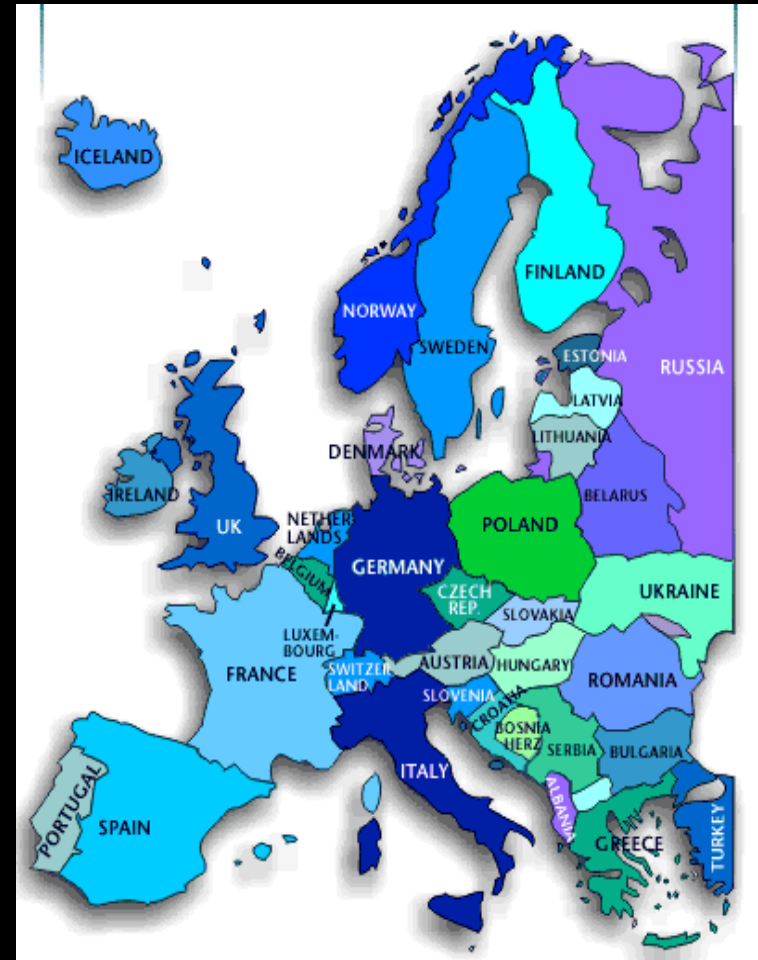 ICELAND
FINLAND
NORWAY
SWEDEN
ESTONIA
RUSSIA
LATVIA
LITHUANIA
DENMARK
IRELAND
BELARUS
NETHER
LANDS
UK
POLAND
BELGIUM
GERMANY
CZECH
REP.
UKRAINE
SLOVAKIA
LUXEM-
BOURG
FRANCE
SWITZER
LAND.
AUSTRIA
HUNGARY
ROMANIA
SLOVENIA
CROATIA
BOSNIA
HERZ
SERBIA
BULGARIA
ITALY
ALBANIA
PORTUGAL
SPAIN
GREECE
TURKEY